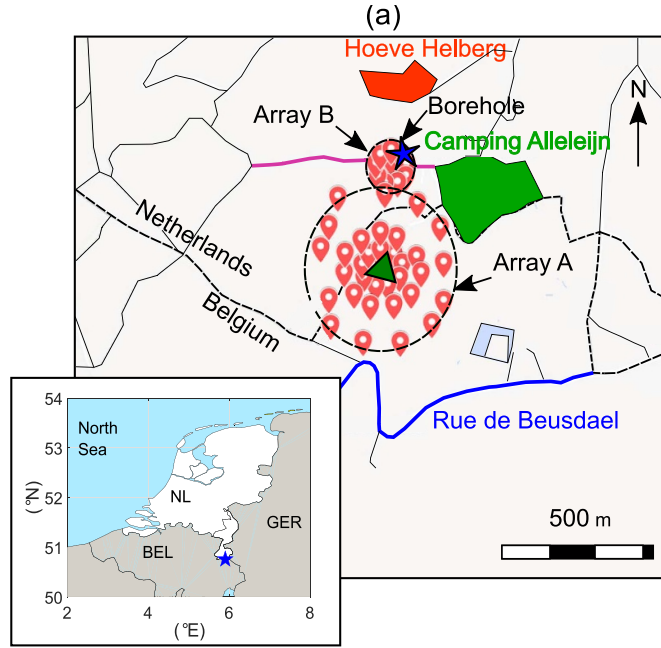 (a)
Hoeve Helberg
Array B
Borehole
N
Camping Alleleijn
Netherlands
Array A
Belgium
Rue de Beusdael
500 m
54
53
52
51
50
(°N)
North
Sea
NL
GER
BEL
2
4
6
8
(°E)